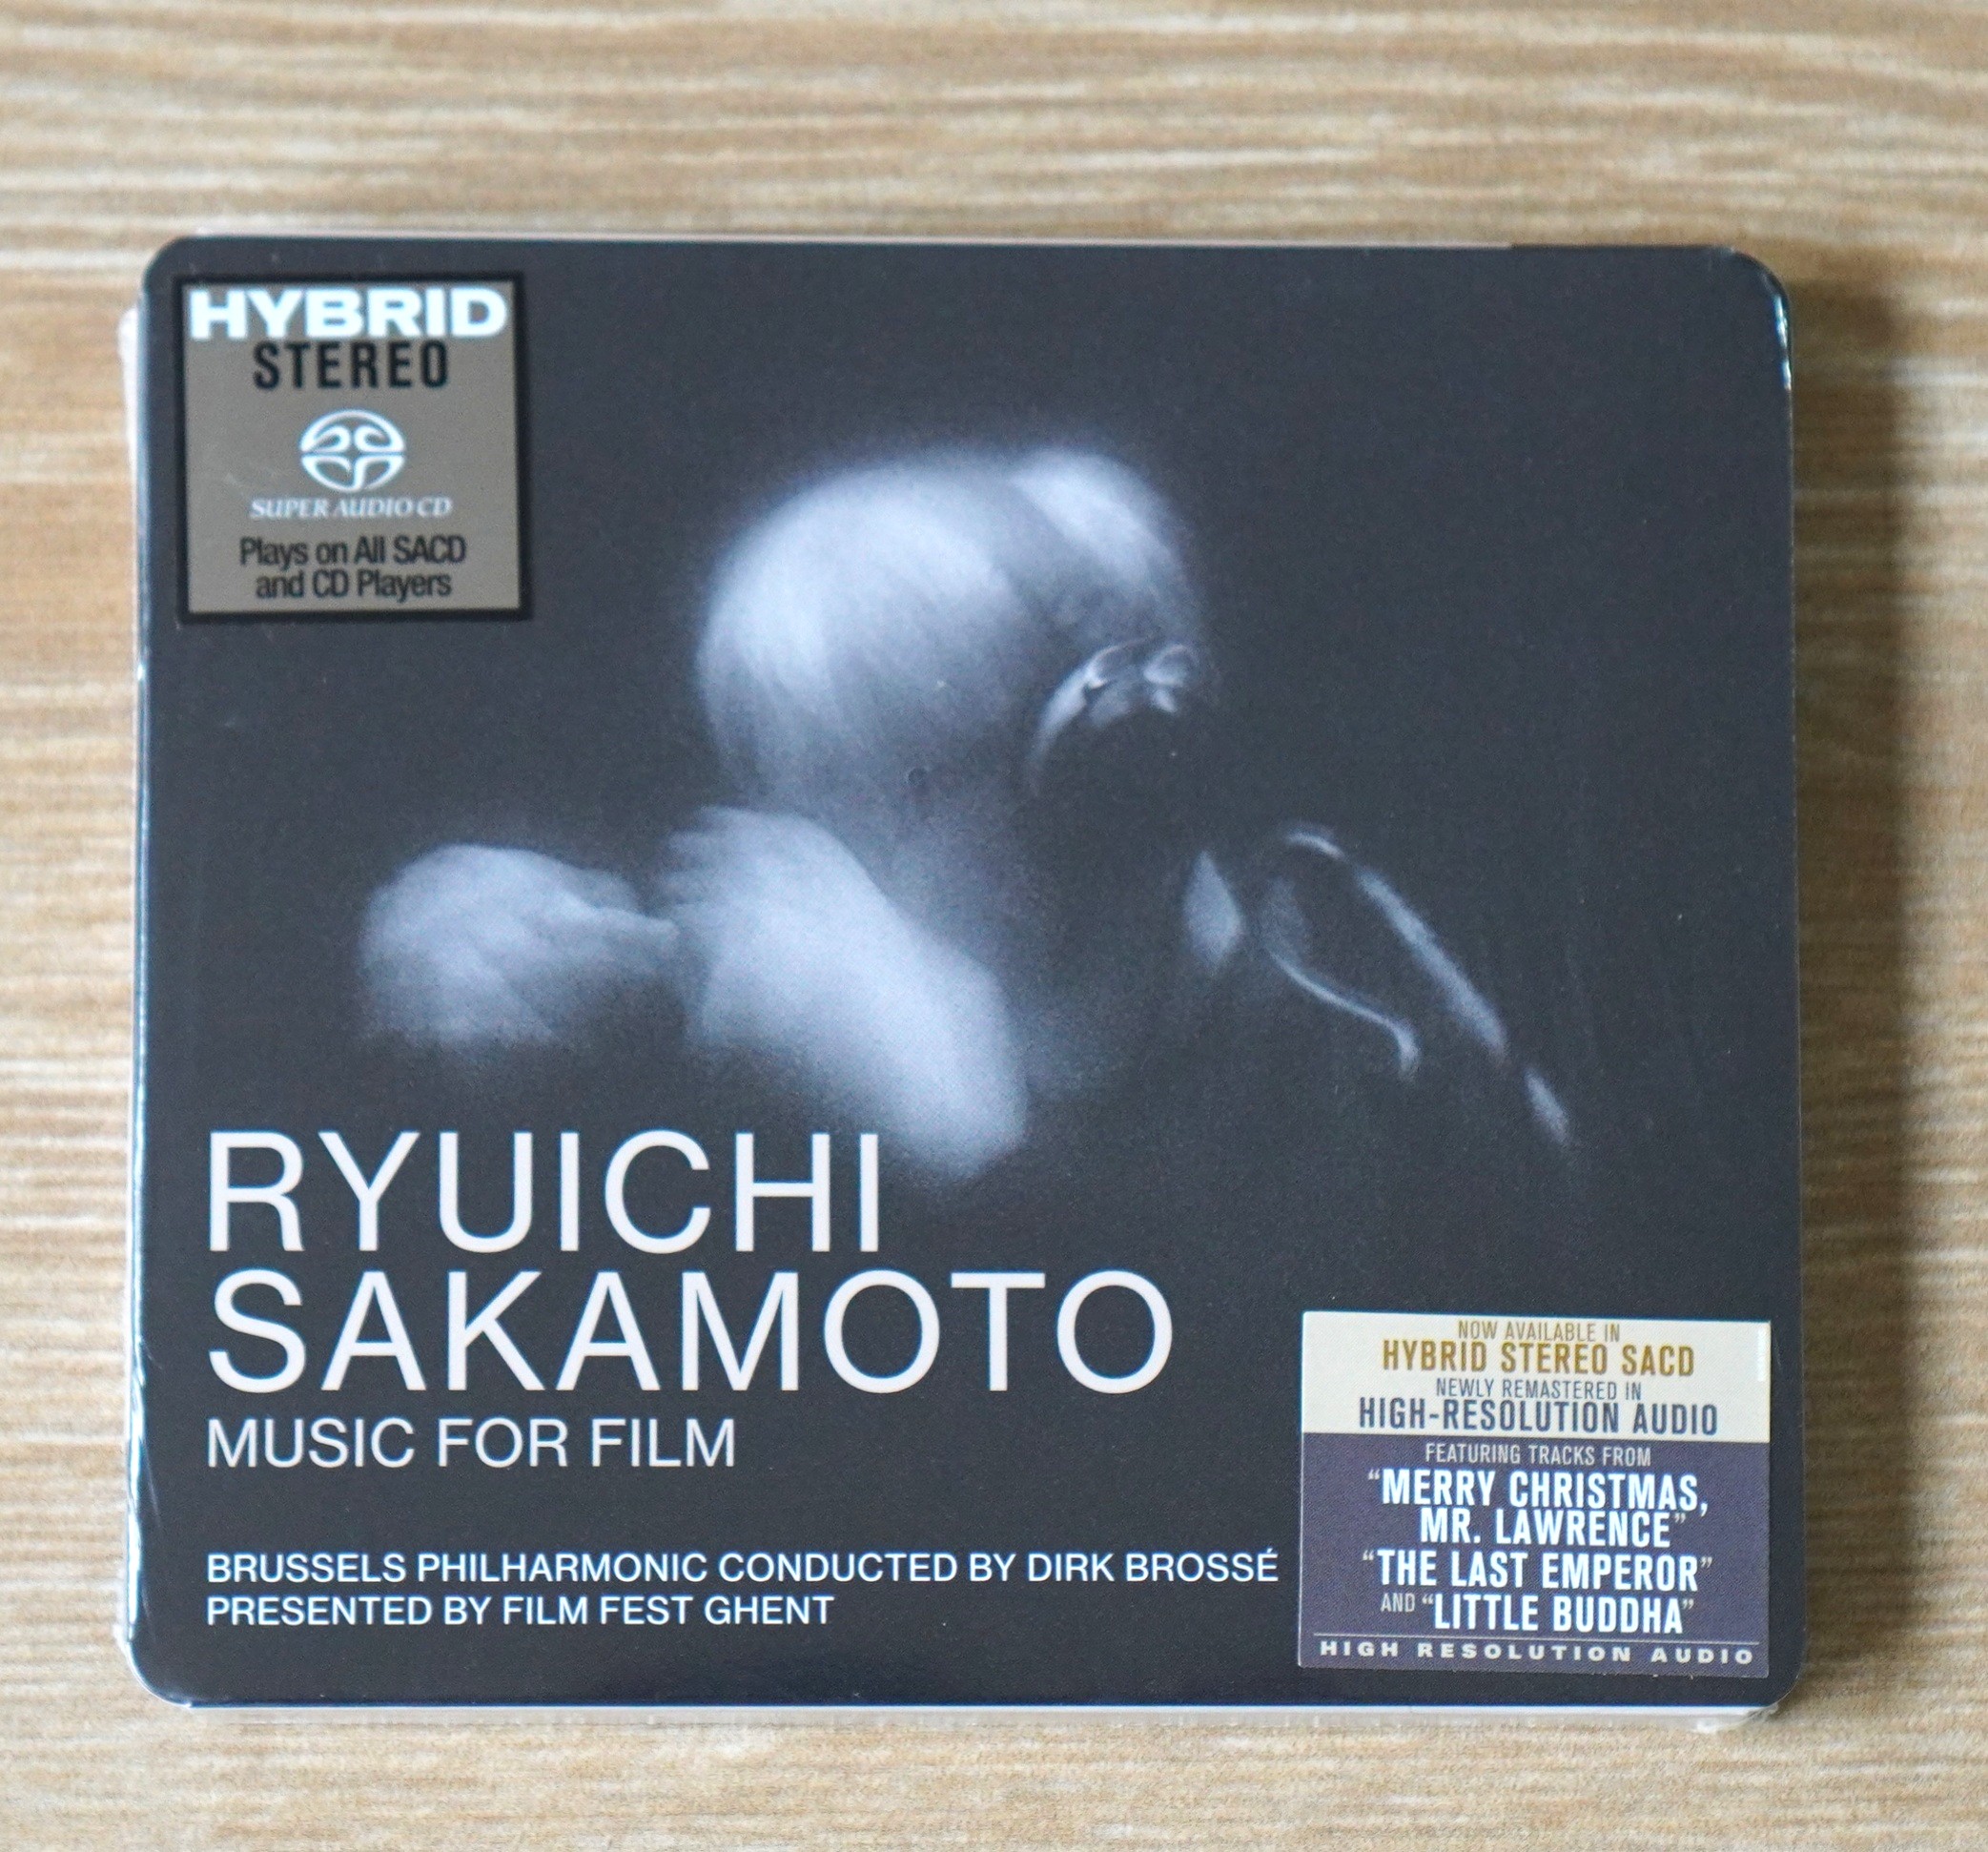 HYBRID
STEREO
SUPER AUDIO CD
Plays on All SACD
and CD Players
RYUICHI
SAKAMOTO
MUSIC FOR FILM
BRUSSELS PHILHARMONIC CONDUCTED BY DIRK BROSSÉ
PRESENTED BY FILM FEST GHENT
NOW AVAILABLE IN
HYBRID STEREO SACD
NEWLY REMASTERED IN
HIGH-RESOLUTION AUDIO
FEATURING TRACKS FROM
“MERRY CHRISTMAS,
MR. LAWRENCE”
“THE LAST EMPEROR”
AND “LITTLE BUDDHA”
HIGH RESOLUTION AUDIO